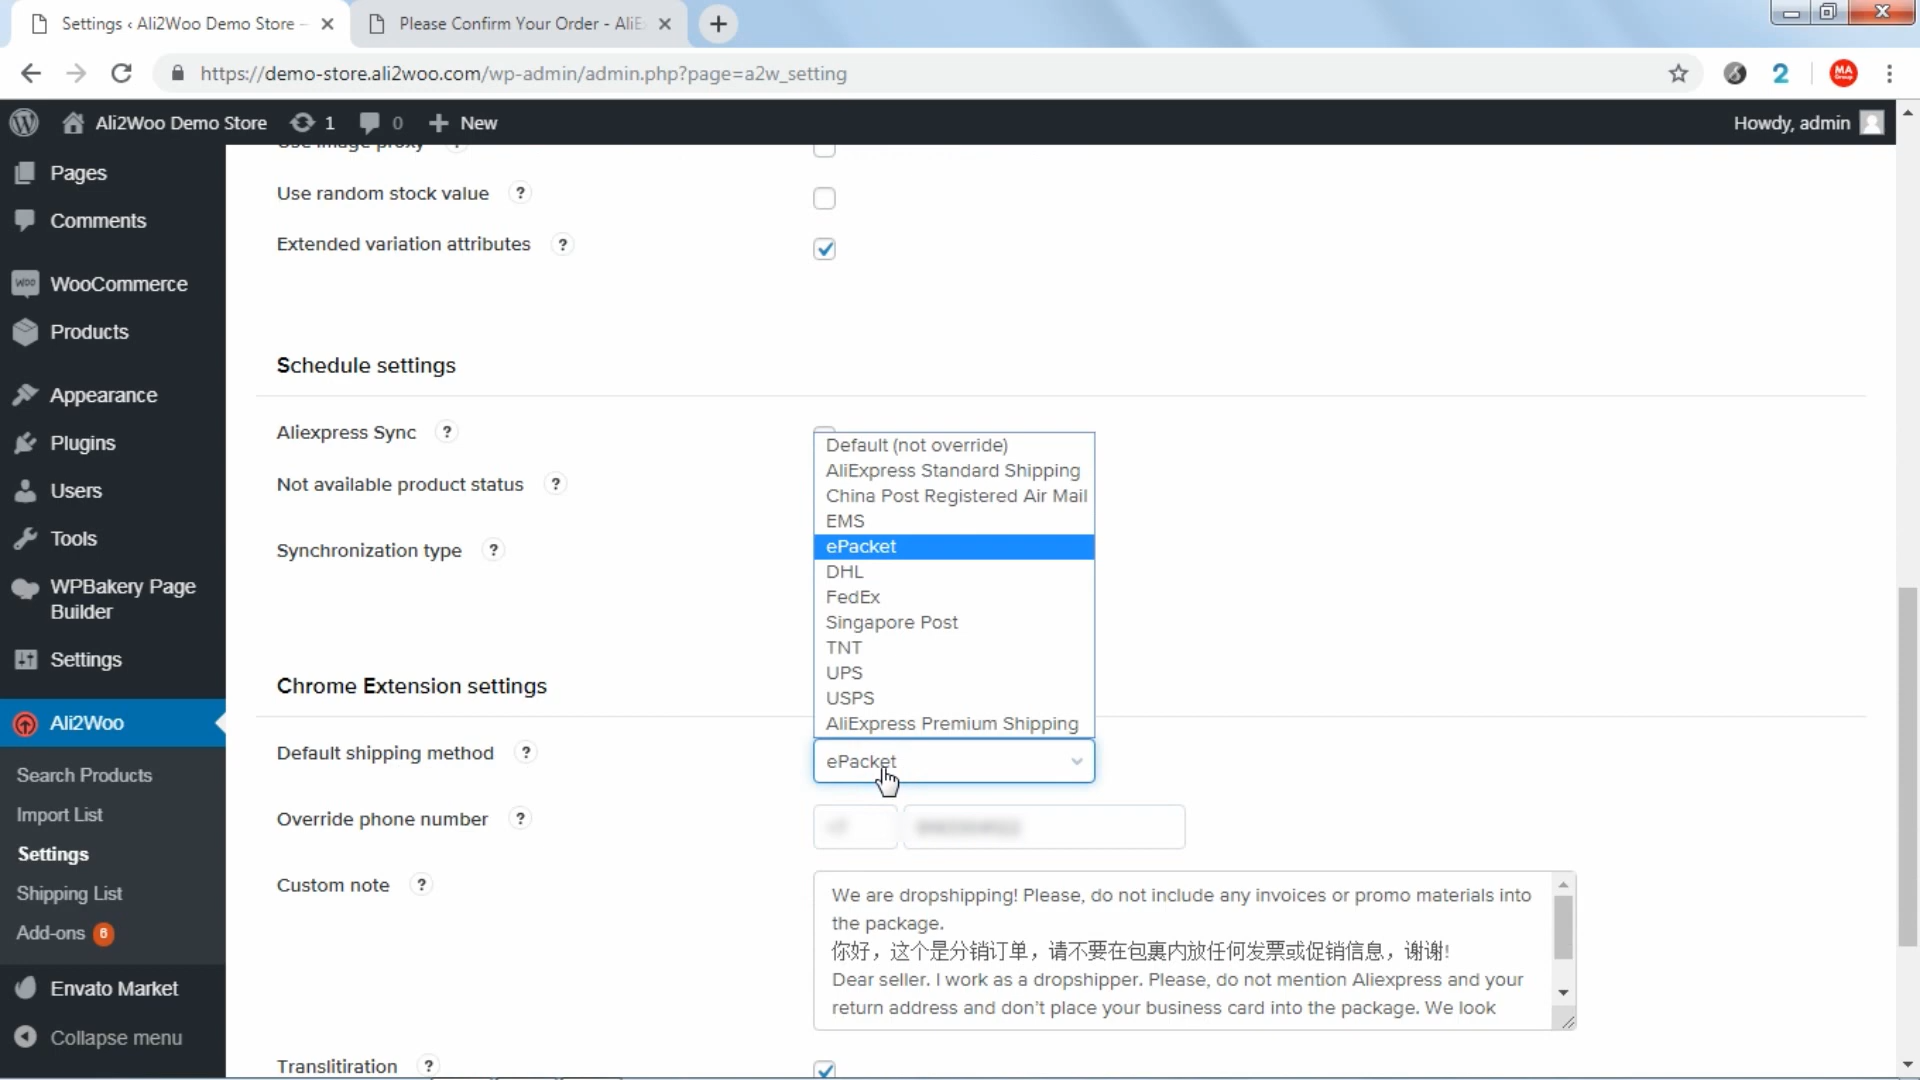 Settings ‹ Ali2Woo Demo Store –
Please Confirm Your Order - AliE
https://demo-store.ali2woo.com/wp-admin/admin.php?page=a2w_setting
2
MA
Group
Ali2Woo Demo Store
1
0
New
Howdy, admin
Pages
Comments
WooCommerce
Products
Appearance
Plugins
Users
Tools
WPBakery Page
Builder
Settings
Ali2Woo
Search Products
Import List
Settings
Shipping List
Add-ons 6
Envato Market
Collapse menu
Use image proxy ?
Use random stock value ?
Extended variation attributes ?
Schedule settings
Aliexpress Sync ?
Not available product status ?
Synchronization type ?
Default (not override)
AliExpress Standard Shipping
China Post Registered Air Mail
EMS
ePacket
DHL
FedEx
Singapore Post
TNT
UPS
USPS
AliExpress Premium Shipping
Chrome Extension settings
Default shipping method ?
ePacket
Override phone number ?
Custom note ?
We are dropshipping! Please, do not include any invoices or promo materials into
the package.
你好，这个是分销订单，请不要在包裹内放任何发票或促销信息，谢谢!
Dear seller. I work as a dropshipper. Please, do not mention Aliexpress and your
return address and don't place your business card into the package. We look
Translitiration ?